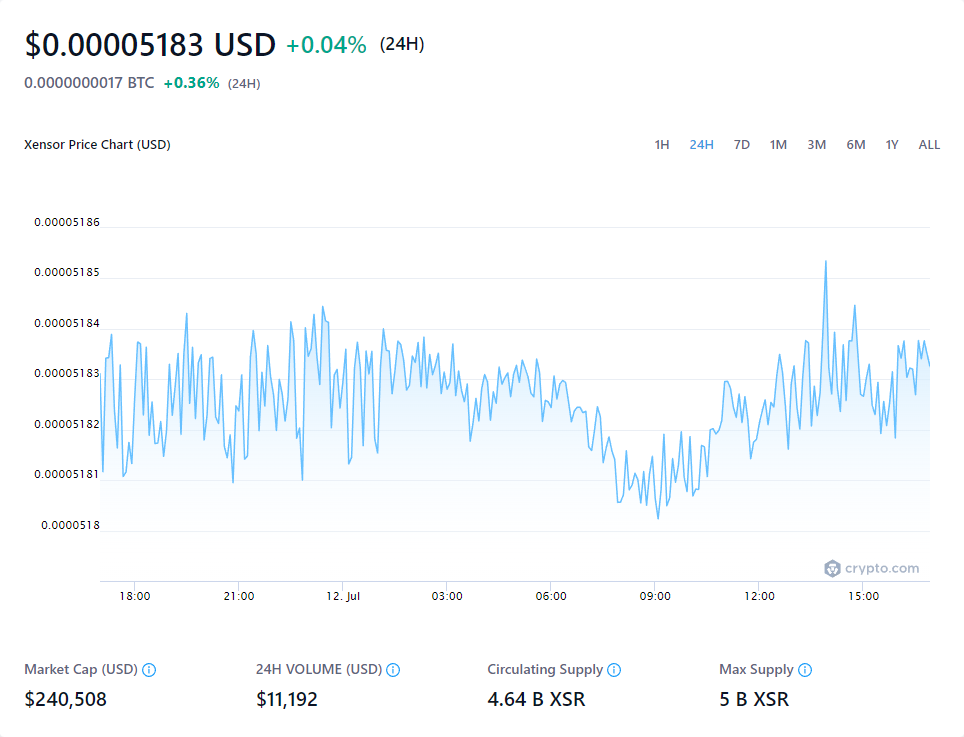 $0.00005183 USD +0.04% (24H)
0.0000000017 BTC +0.36% (24H)
Xensor Price Chart (USD) 1H 24H 7D 1M 3M 6M 1Y ALL
0.00005186
0.00005185
0.00005184
0.00005183
0.00005182
0.00005181
0.0000518
crypto.com
18:00 21:00 12. Jul 03:00 06:00 09:00 12:00 15:00
Market Cap (USD) 24H VOLUME (USD) Circulating Supply Max Supply
$240,508 $11,192 4.64 B XSR 5 B XSR